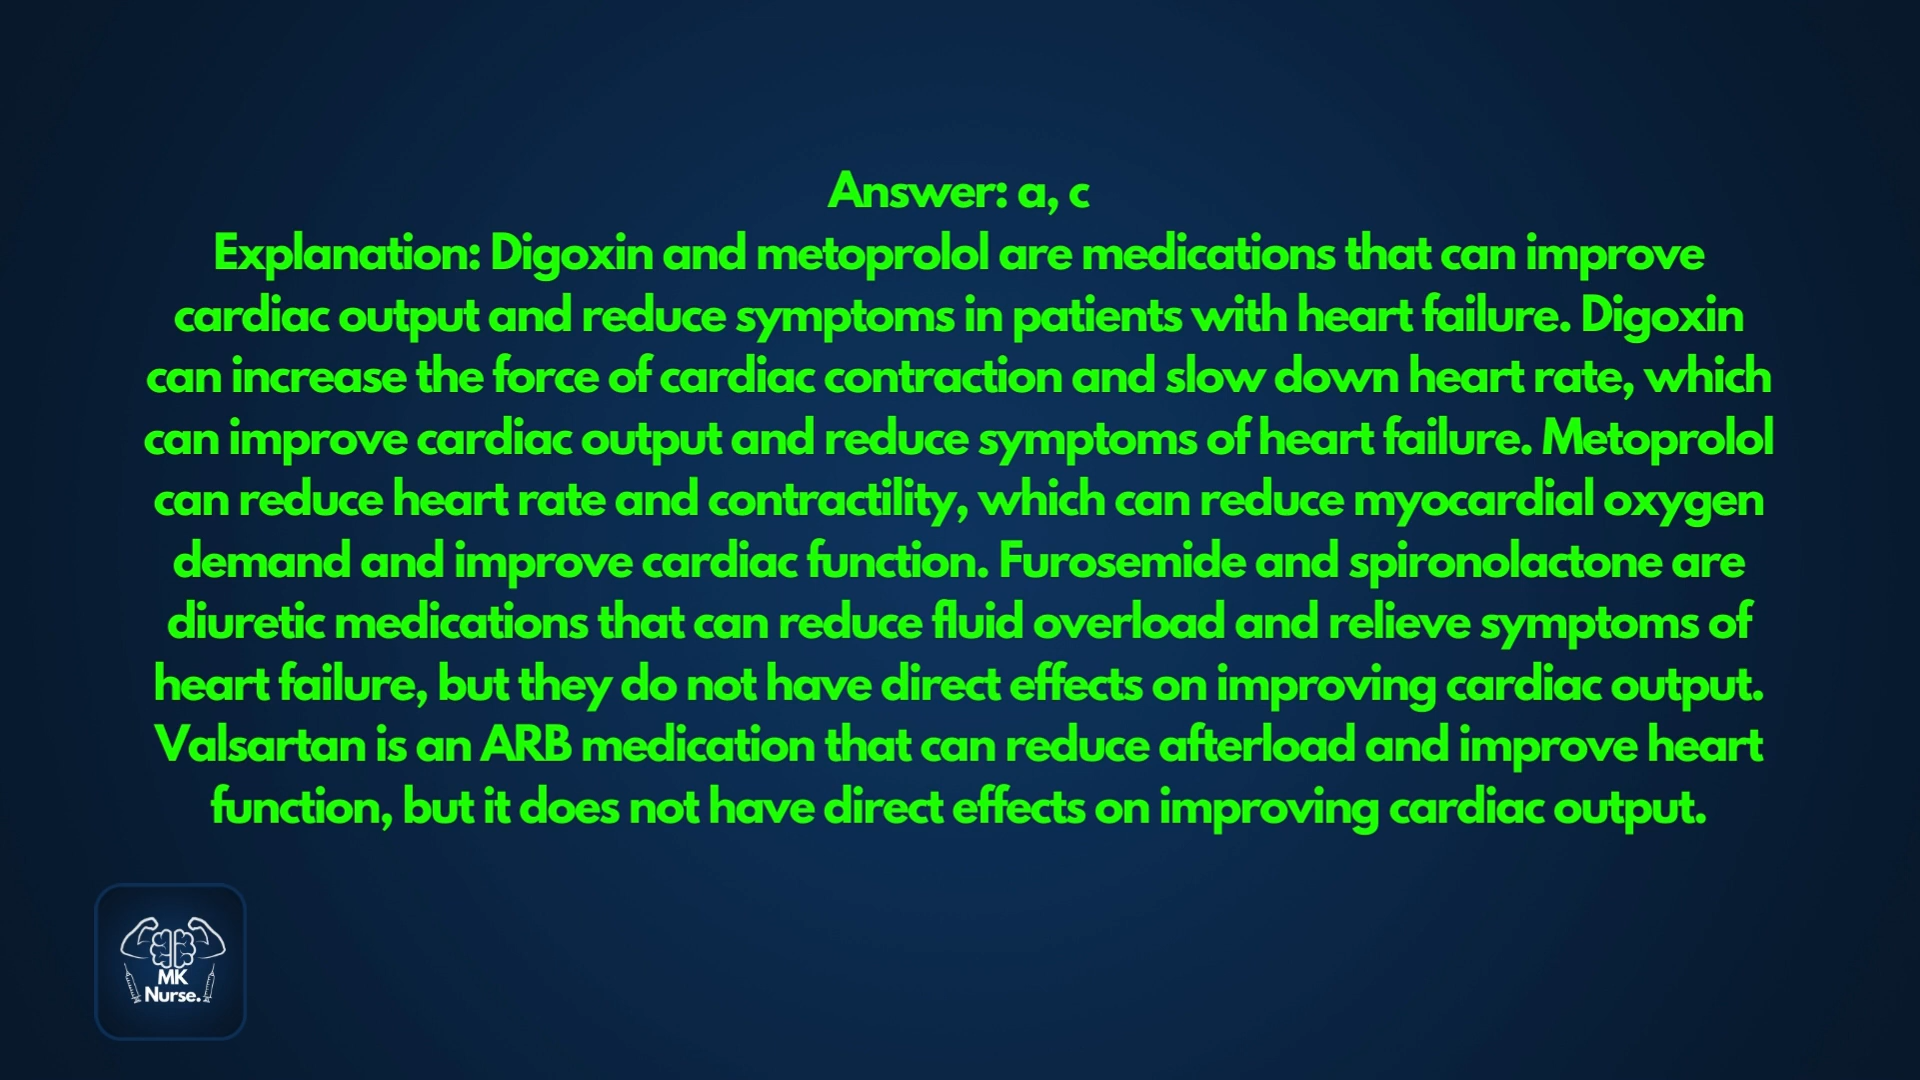 Answer: a, c
Explanation: Digoxin and metoprolol are medications that can improve
cardiac output and reduce symptoms in patients with heart failure. Digoxin
can increase the force of cardiac contraction and slow down heart rate, which
can improve cardiac output and reduce symptoms of heart failure. Metoprolol
can reduce heart rate and contractility, which can reduce myocardial oxygen
demand and improve cardiac function. Furosemide and spironolactone are
diuretic medications that can reduce fluid overload and relieve symptoms of
heart failure, but they do not have direct effects on improving cardiac output.
Valsartan is an ARB medication that can reduce afterload and improve heart
function, but it does not have direct effects on improving cardiac output.
MK
Nurse.